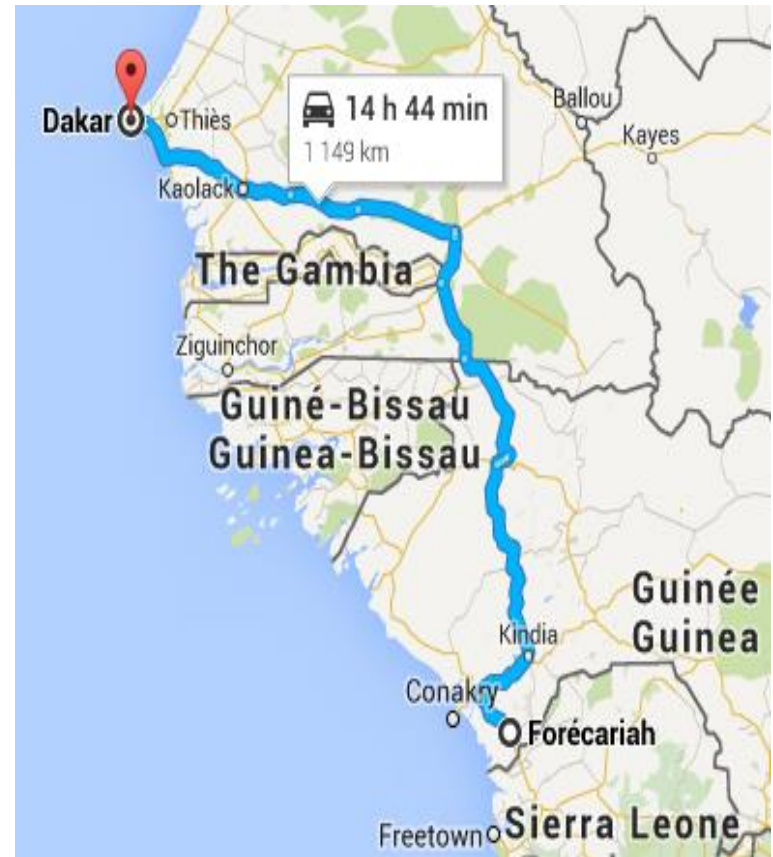 Dakar
Thiès
14 h 44 min
1 149 km
Ballou
Kayes
Kaolack
The Gambia
Ziguinchor
Guiné-Bissau
Guinea-Bissau
Guinée
Guinea
Kindia
Conakry
Forécariah
Freetown
Sierra Leone